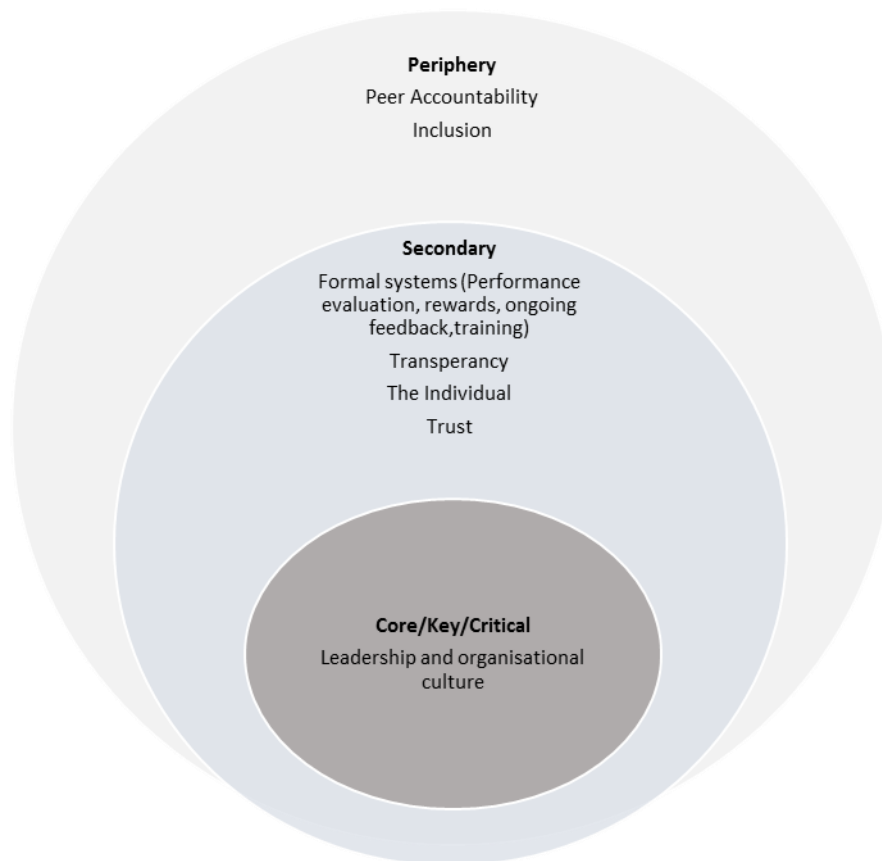 Periphery
Peer Accountability
Inclusion
Secondary
Formal systems (Performance
evaluation, rewards, ongoing
feedback,training)
Transperancy
The Individual
Trust
Core/Key/Critical
Leadership and organisational
culture